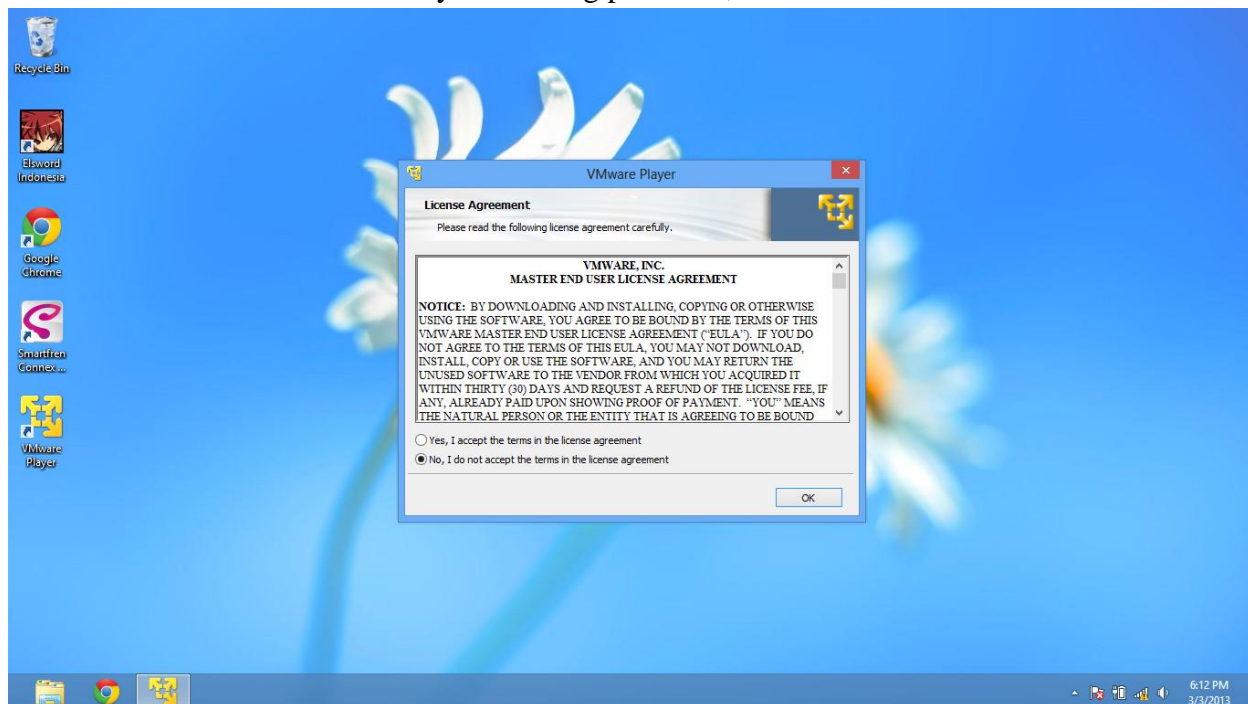 Recycle Bin
Elsword
Indonesia
Google
Chrome
Smartfren
Connex ...
VMware
Player
VMware Player
License Agreement
Please read the following license agreement carefully.
VMWARE, INC.
MASTER END USER LICENSE AGREEMENT
NOTICE: BY DOWNLOADING AND INSTALLING, COPYING OR OTHERWISE
USING THE SOFTWARE, YOU AGREE TO BE BOUND BY THE TERMS OF THIS
VMWARE MASTER END USER LICENSE AGREEMENT (“EULA”). IF YOU DO
NOT AGREE TO THE TERMS OF THIS EULA, YOU MAY NOT DOWNLOAD,
INSTALL, COPY OR USE THE SOFTWARE, AND YOU MAY RETURN THE
UNUSED SOFTWARE TO THE VENDOR FROM WHICH YOU ACQUIRED IT
WITHIN THIRTY (30) DAYS AND REQUEST A REFUND OF THE LICENSE FEE, IF
ANY, ALREADY PAID UPON SHOWING PROOF OF PAYMENT. “YOU” MEANS
THE NATURAL PERSON OR THE ENTITY THAT IS AGREEING TO BE BOUND
Yes, I accept the terms in the license agreement
No, I do not accept the terms in the license agreement
OK
6:12 PM
3/3/2013